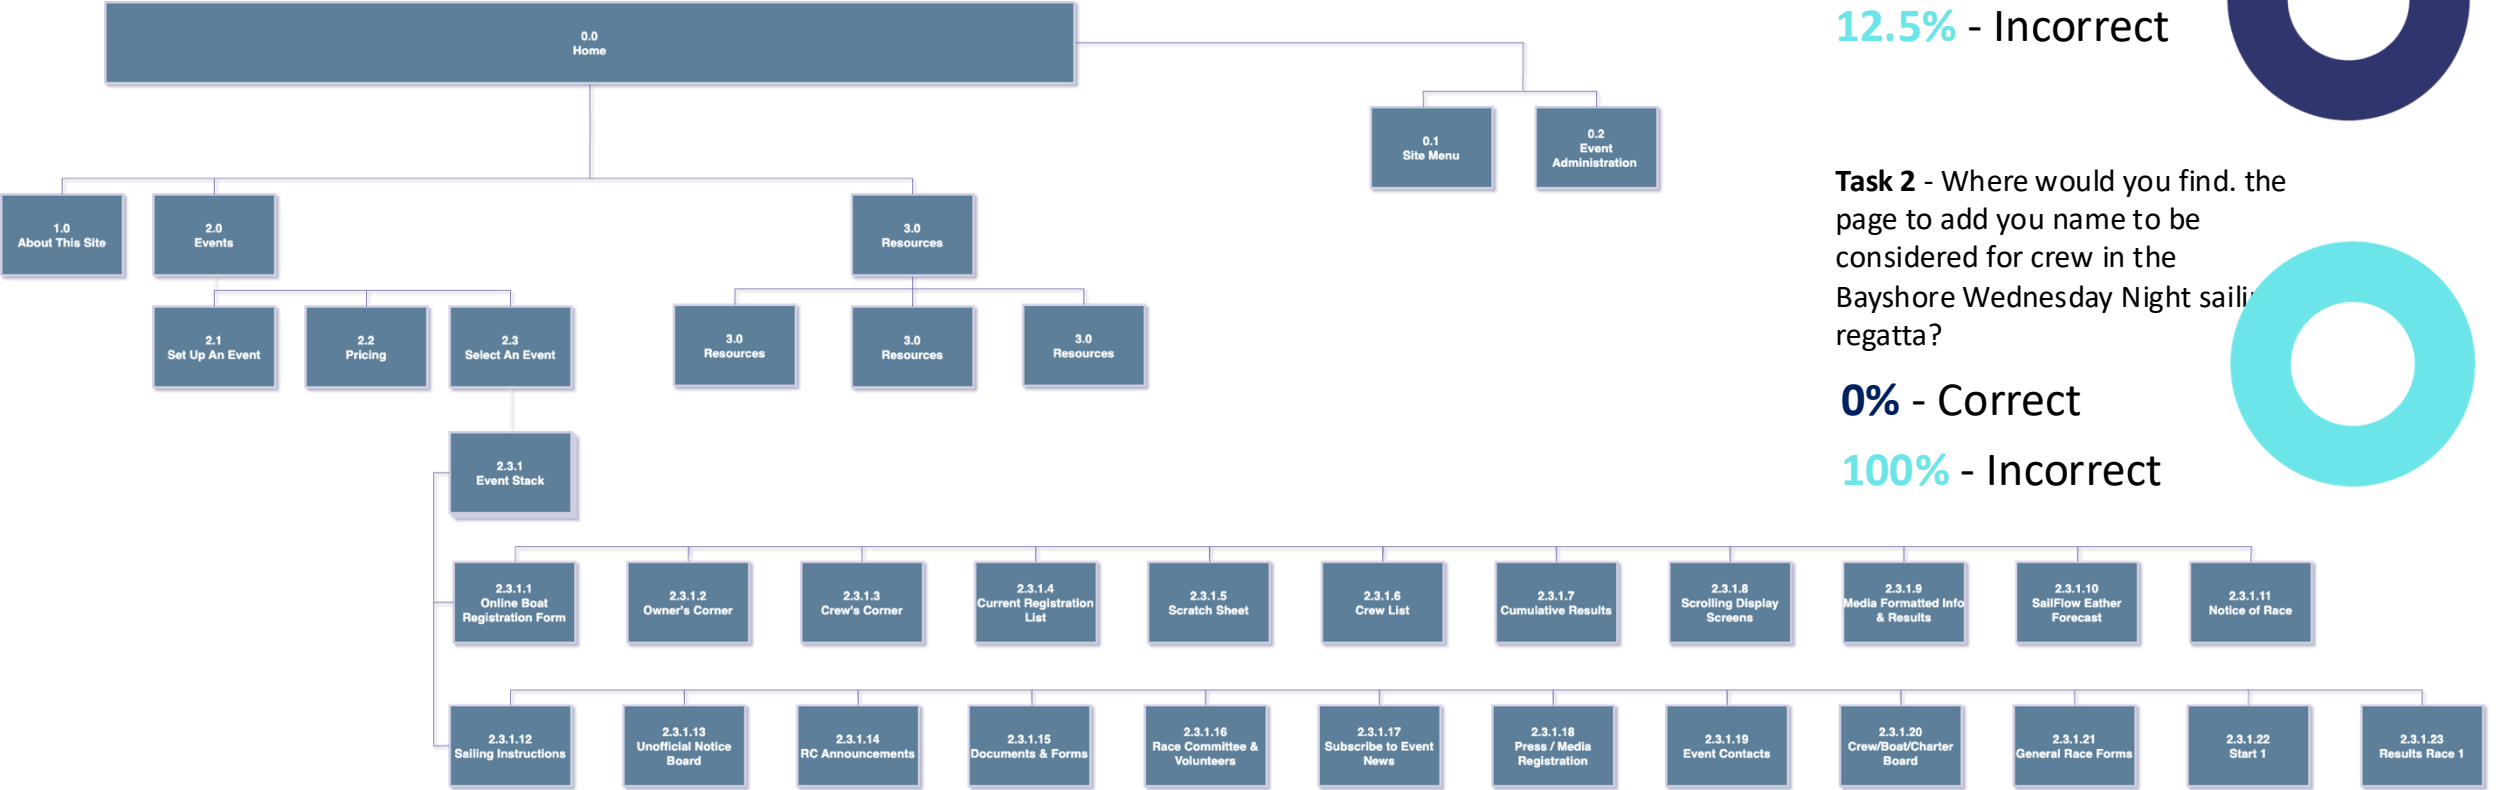 0.0
Home
0.1
Site Menu
0.2
Event
Administration
1.0
About This Site
2.0
Events
3.0
Resources
2.1
Set Up An Event
2.2
Pricing
2.3
Select An Event
3.0
Resources
3.0
Resources
3.0
Resources
2.3.1
Event Stack
2.3.1.1
Online Boat
Registration Form
2.3.1.2
Owner's Corner
2.3.1.3
Crew's Corner
2.3.1.4
Current Registration
List
2.3.1.5
Scratch Sheet
2.3.1.6
Crew List
2.3.1.7
Cumulative Results
2.3.1.8
Scrolling Display
Screens
2.3.1.9
Media Formatted Info
& Results
2.3.1.10
SailFlow Eather
Forecast
2.3.1.11
Notice of Race
2.3.1.12
Sailing Instructions
2.3.1.13
Unofficial Notice
Board
2.3.1.14
RC Announcements
2.3.1.15
Documents & Forms
2.3.1.16
Race Committee &
Volunteers
2.3.1.17
Subscribe to Event
News
2.3.1.18
Press / Media
Registration
2.3.1.19
Event Contacts
2.3.1.20
Crew/Boat/Charter
Board
2.3.1.21
General Race Forms
2.3.1.22
Start 1
2.3.1.23
Results Race 1
12.5% - Incorrect
Task 2 - Where would you find. the
page to add you name to be
considered for crew in the
Bayshore Wednesday Night
regatta?
0% - Correct
100% - Incorrect